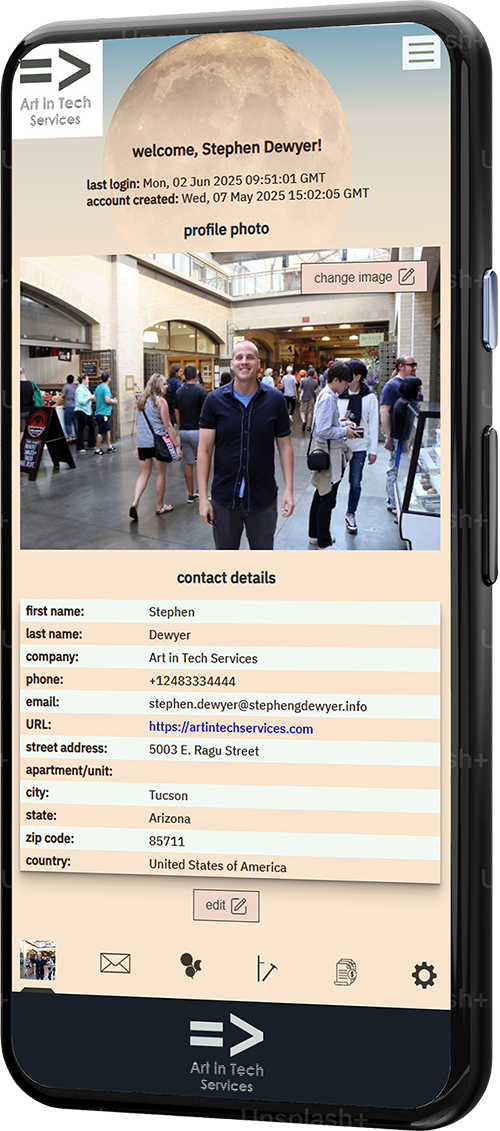 =>
Art in Tech
Services
welcome, Stephen Dewyer!
last login: Mon, 02 Jun 2025 09:51:01 GMT
account created: Wed, 07 May 2025 15:02:05 GMT
profile photo
change image
contact details
first name: Stephen
last name: Dewyer
company: Art in Tech Services
phone: +12483334444
email: stephen.dewyer@stephengdewyer.info
URL: https://artintechservices.com
street address: 5003 E. Ragu Street
apartment/unit:
city: Tucson
state: Arizona
zip code: 85711
country: United States of America
edit
=>
Art in Tech
Services
Unsplash+